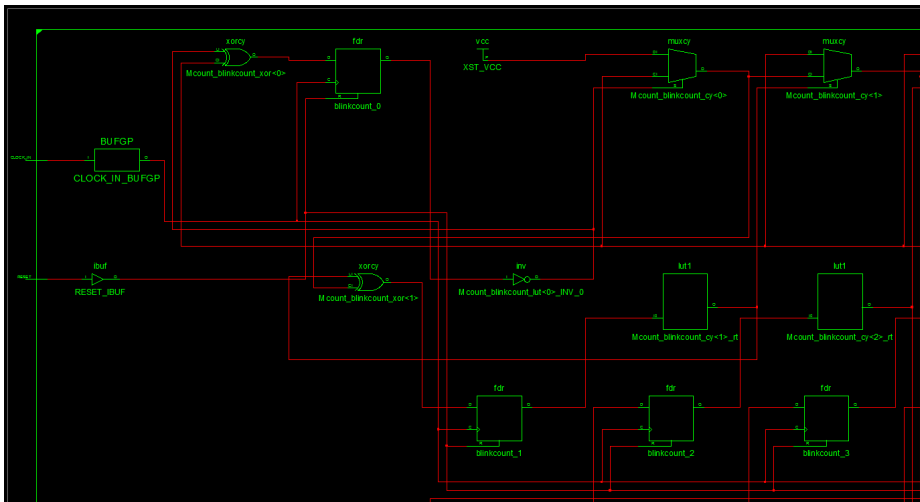 xorcy
fdr
vcc
muxcy
muxcy
XST_VCC
Mcount_blinkcount_xor<0>
blinkcount_0
Mcount_blinkcount_cy<0>
Mcount_blinkcount_cy<1>
BUFGP
CLOCK_IN_BUFGP
ibuf
xorcy
inv
lut1
lut1
RESET_IBUF
Mcount_blinkcount_xor<1>
Mcount_blinkcount_lut<0>_INV_0
Mcount_blinkcount_cy<1>_rt
Mcount_blinkcount_cy<2>_rt
fdr
fdr
fdr
blinkcount_1
blinkcount_2
blinkcount_3